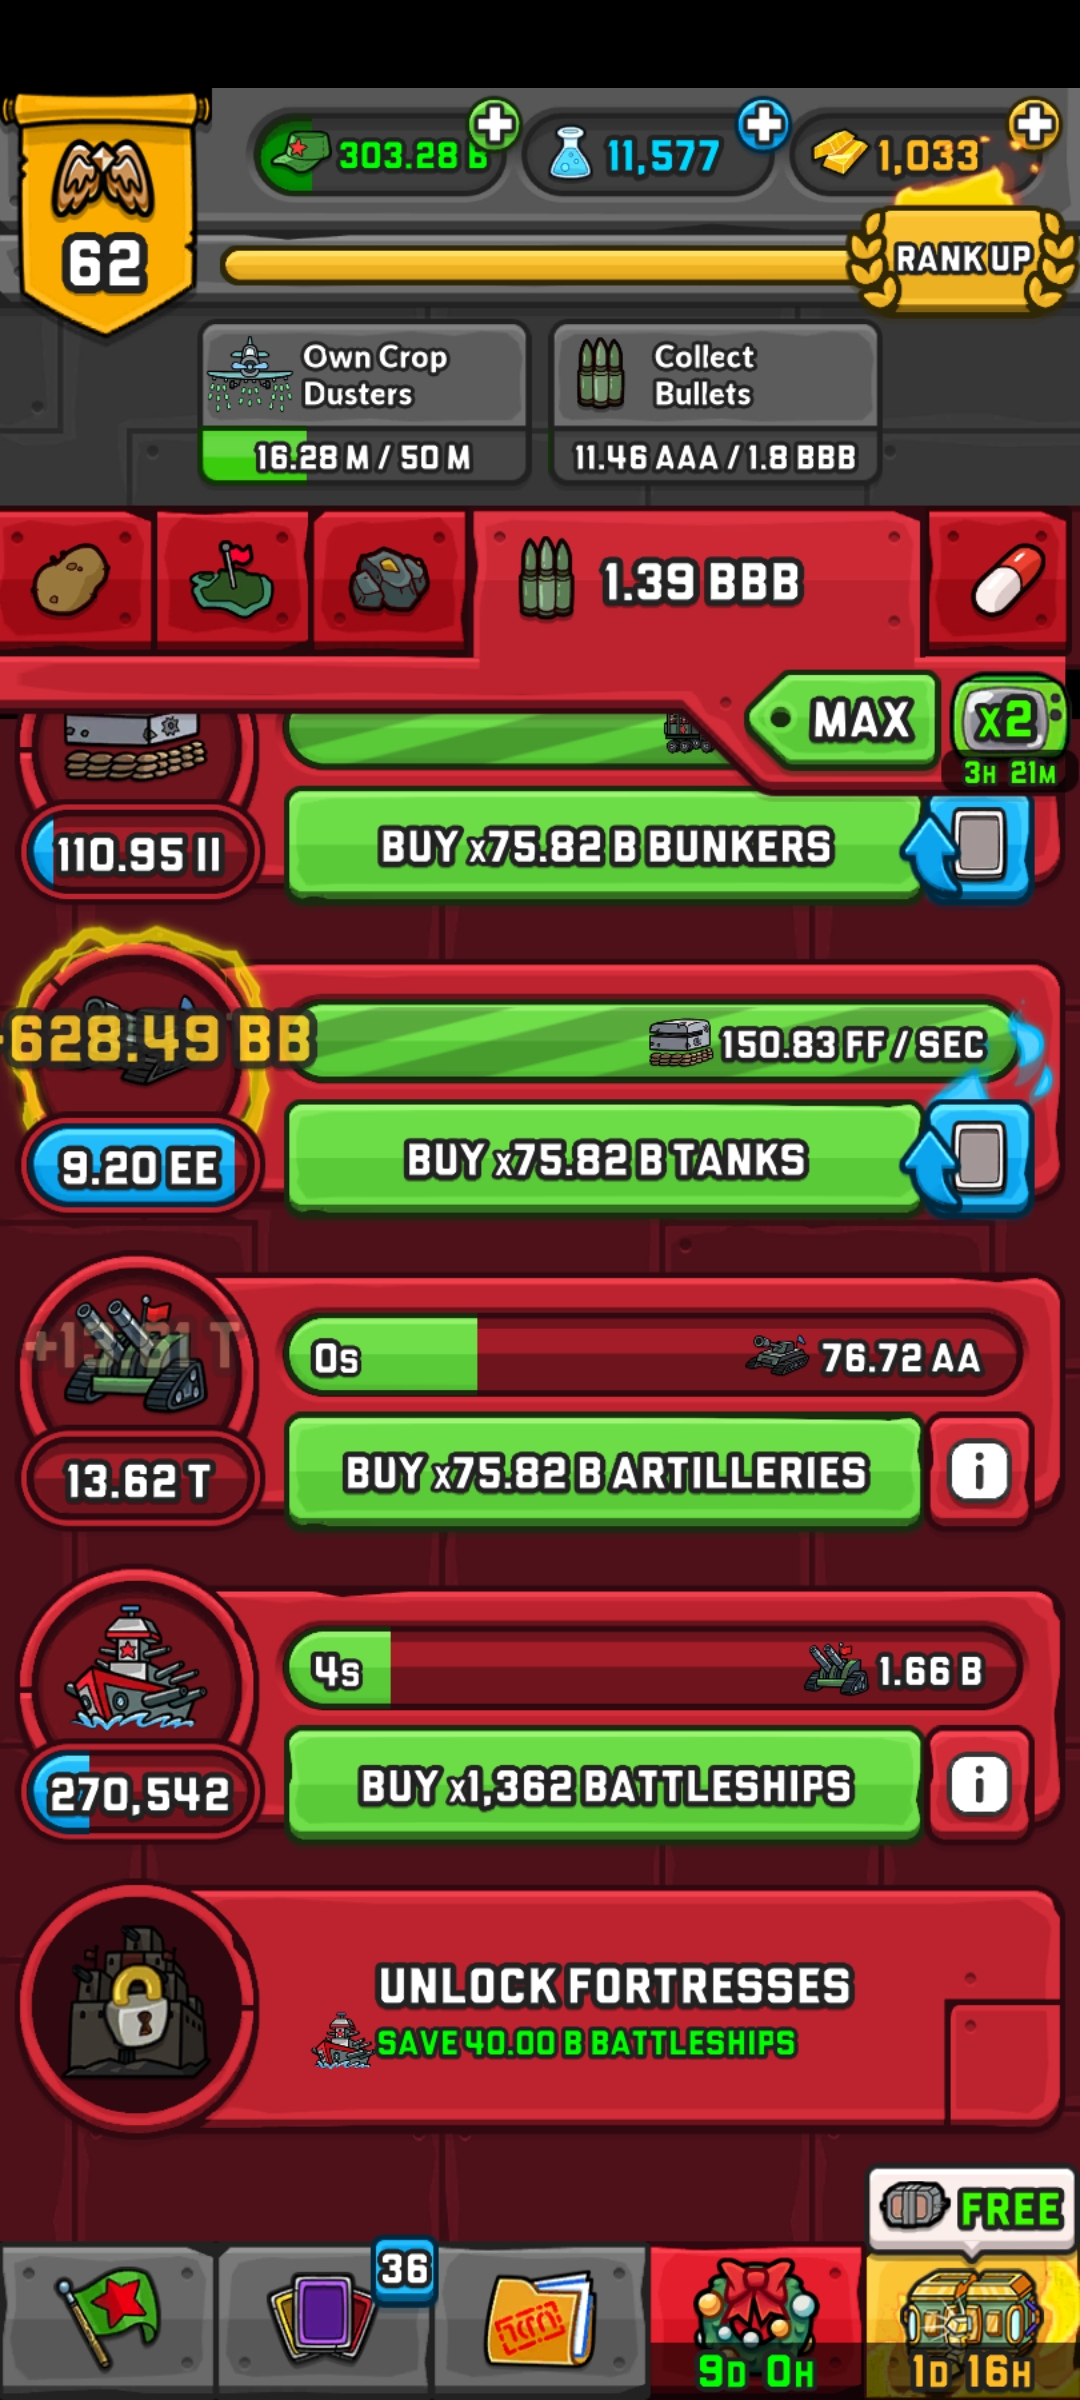 303.28 B
11,577
1,033
62
RANK UP
Own Crop
Dusters
16.28 M / 50 M
Collect
Bullets
11.46 AAA / 1.8 BBB
1.39 BBB
MAX
x2
3H 21M
110.95 II
BUY x75.82 B BUNKERS
628.49 BB
150.83 FF / SEC
9.20 EE
BUY x75.82 B TANKS
0s
76.72 AA
13.62 T
BUY x75.82 B ARTILLERIES
i
4s
1.66 B
270,542
BUY x1,362 BATTLESHIPS
i
UNLOCK FORTRESSES
SAVE 40.00 B BATTLESHIPS
FREE
36
9D 0H
1D 16H